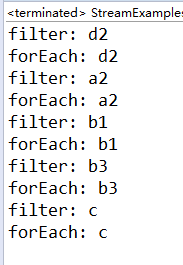 <terminated> StreamExamples
filter: d2
forEach: d2
filter: a2
forEach: a2
filter: b1
forEach: b1
filter: b3
forEach: b3
filter: c
forEach: c